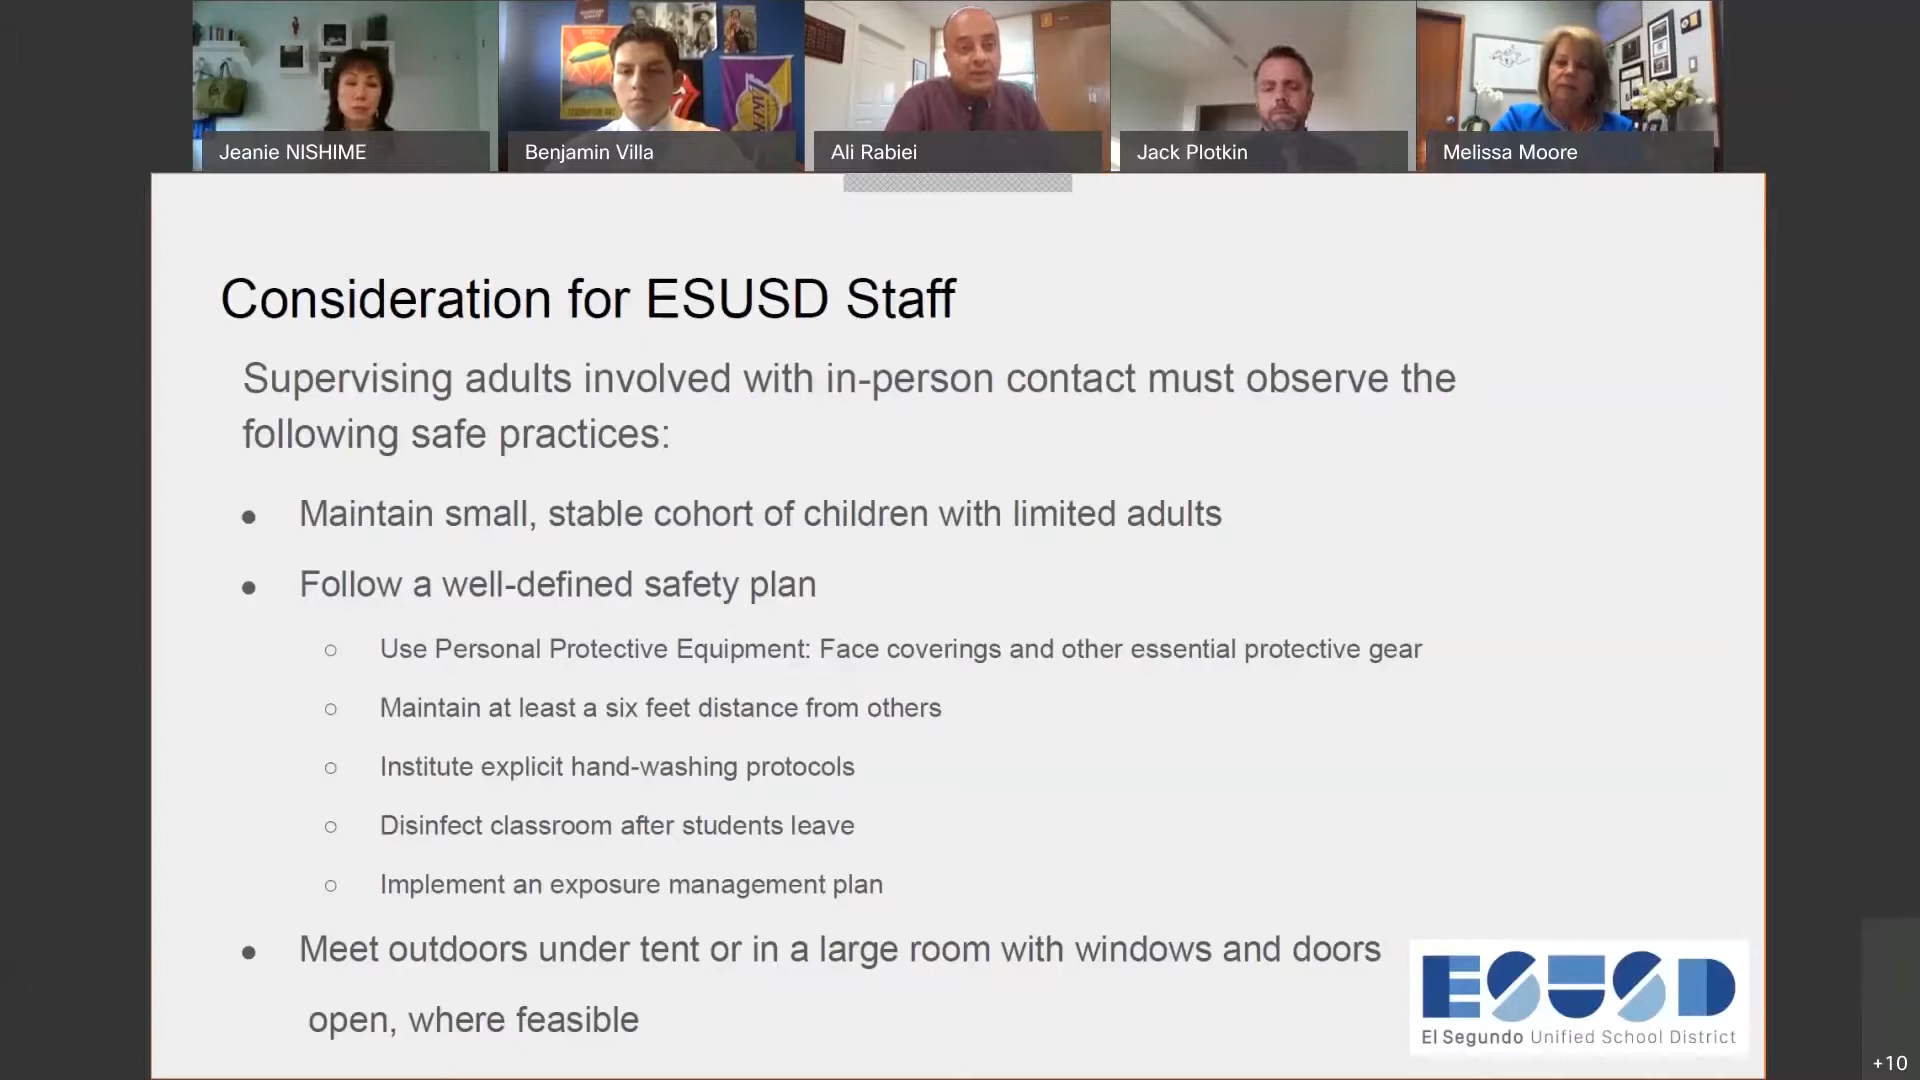 Jeanie NISHIME
Benjamin Villa
Ali Rabiei
Jack Plotkin
Melissa Moore
Consideration for ESUSD Staff
Supervising adults involved with in-person contact must observe the
following safe practices:
● Maintain small, stable cohort of children with limited adults
● Follow a well-defined safety plan
○ Use Personal Protective Equipment: Face coverings and other essential protective gear
○ Maintain at least a six feet distance from others
○ Institute explicit hand-washing protocols
○ Disinfect classroom after students leave
○ Implement an exposure management plan
● Meet outdoors under tent or in a large room with windows and doors
open, where feasible
ESUSD
El Segundo Unified School District
+10